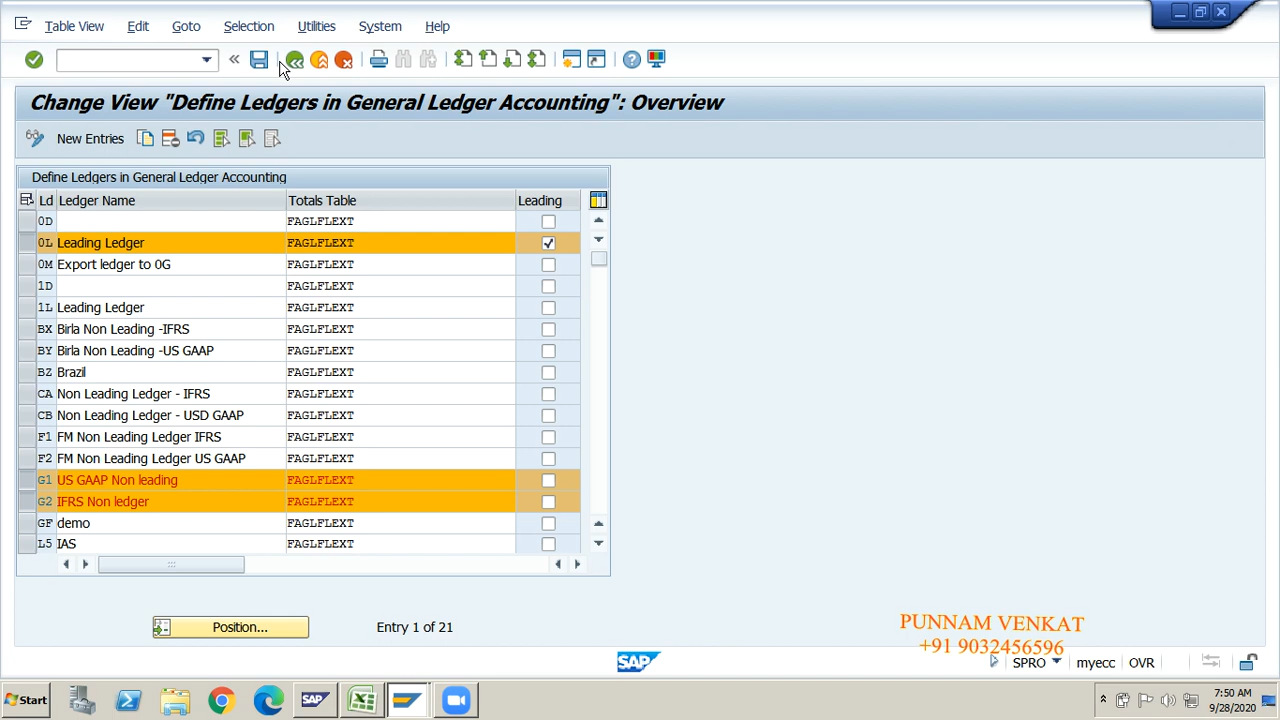 Table View Edit Goto Selection Utilities System Help
Change View "Define Ledgers in General Ledger Accounting": Overview
New Entries
Define Ledgers in General Ledger Accounting
Ld Ledger Name Totals Table Leading
0D FAGLFLEXT
0L Leading Ledger FAGLFLEXT
0M Export ledger to 0G FAGLFLEXT
1D FAGLFLEXT
1L Leading Ledger FAGLFLEXT
BX Birla Non Leading -IFRS FAGLFLEXT
BY Birla Non Leading -US GAAP FAGLFLEXT
BZ Brazil FAGLFLEXT
CA Non Leading Ledger - IFRS FAGLFLEXT
CB Non Leading Ledger - USD GAAP FAGLFLEXT
F1 FM Non Leading Ledger IFRS FAGLFLEXT
F2 FM Non Leading Ledger US GAAP FAGLFLEXT
G1 US GAAP Non leading FAGLFLEXT
G2 IFRS Non ledger FAGLFLEXT
GF demo FAGLFLEXT
L5 IAS FAGLFLEXT
Position... Entry 1 of 21
PUNNAM VENKAT
+91 9032456596
SAP SPRO myecc OVR
Start SAP 7:50 AM
9/28/2020